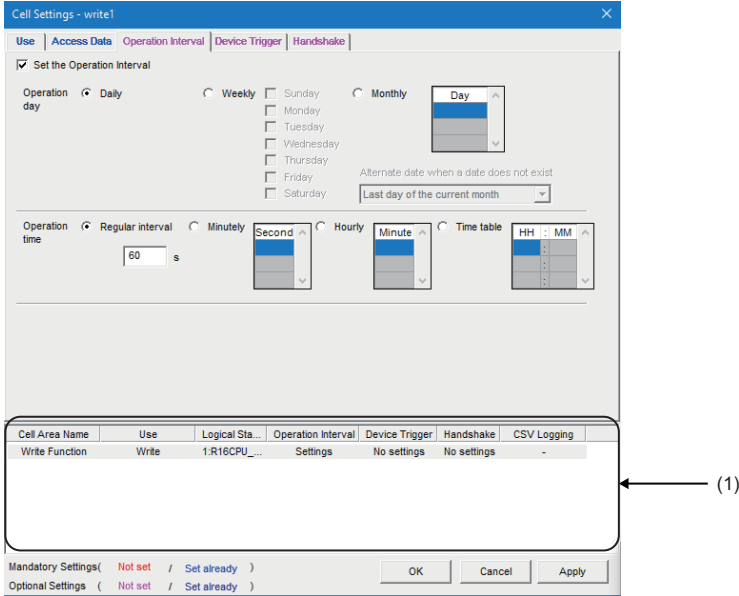 Cell Settings - write1
Use Access Data Operation Interval Device Trigger Handshake
Set the Operation Interval
Operation day Daily Weekly Sunday Monthly Day
Monday
Tuesday
Wednesday
Thursday
Friday Alternate date when a date does not exist
Saturday Last day of the current month
Operation time Regular interval Minutely Second Hourly Minute Time table HH : MM
60 s :
:
:
Cell Area Name Use Logical Sta... Operation Interval Device Trigger Handshake CSV Logging
Write Function Write 1:R16CPU_... Settings No settings No settings -
(1)
Mandatory Settings( Not set / Set already )
Optional Settings ( Not set / Set already )
OK Cancel Apply